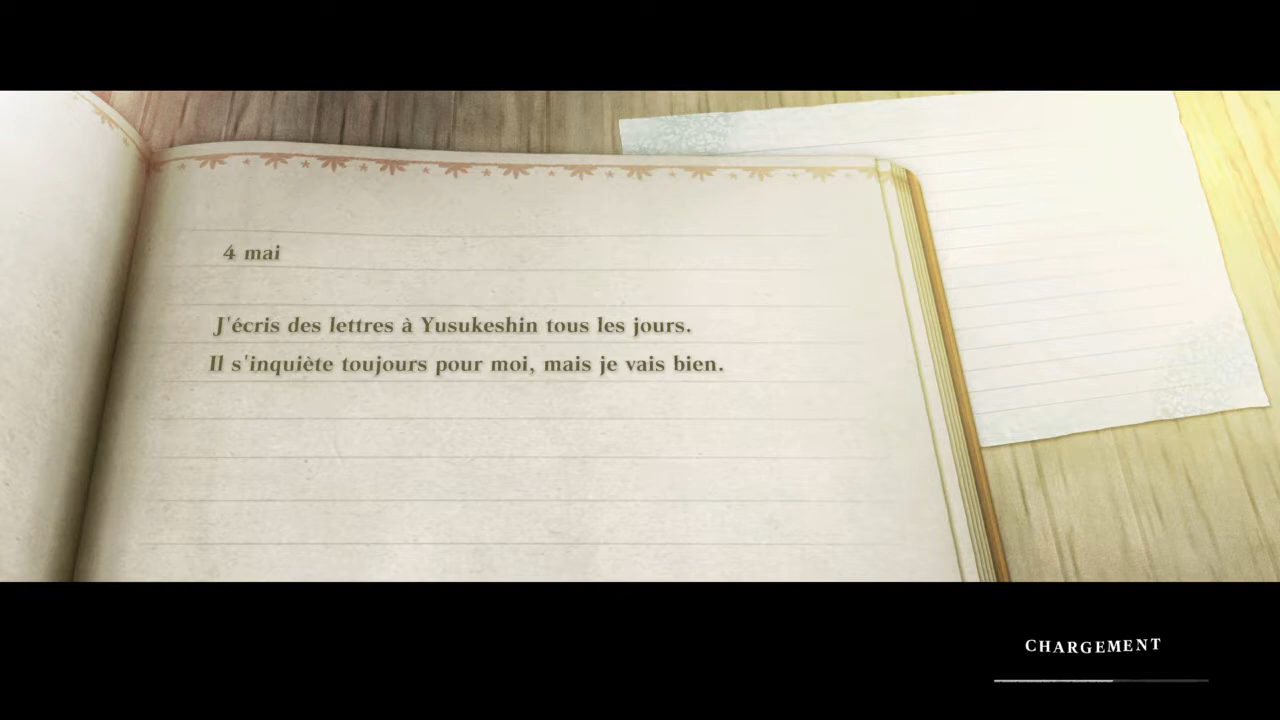 4 mai
J'écris des lettres à Yusukeshin tous les jours.
Il s'inquiète toujours pour moi, mais je vais bien.
CHARGEMENT